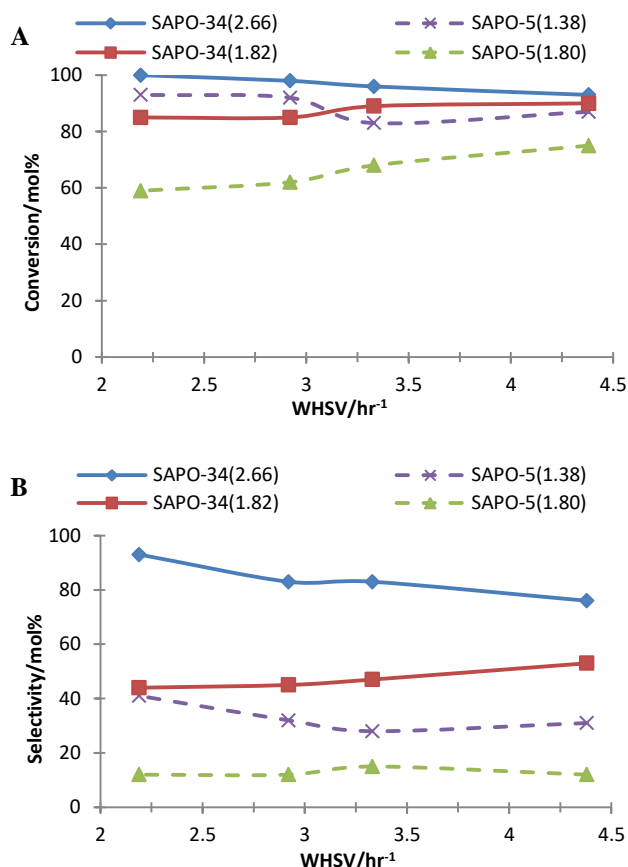 A
SAPO-34(2.66) SAPO-5(1.38)
SAPO-34(1.82) SAPO-5(1.80)
100
80
60
40
20
0
Conversion/mol%
2 2.5 3 3.5 4 4.5
WHSV/hr⁻¹
B
SAPO-34(2.66) SAPO-5(1.38)
SAPO-34(1.82) SAPO-5(1.80)
100
80
60
40
20
0
Selectivity/mol%
2 2.5 3 3.5 4 4.5
WHSV/hr⁻¹